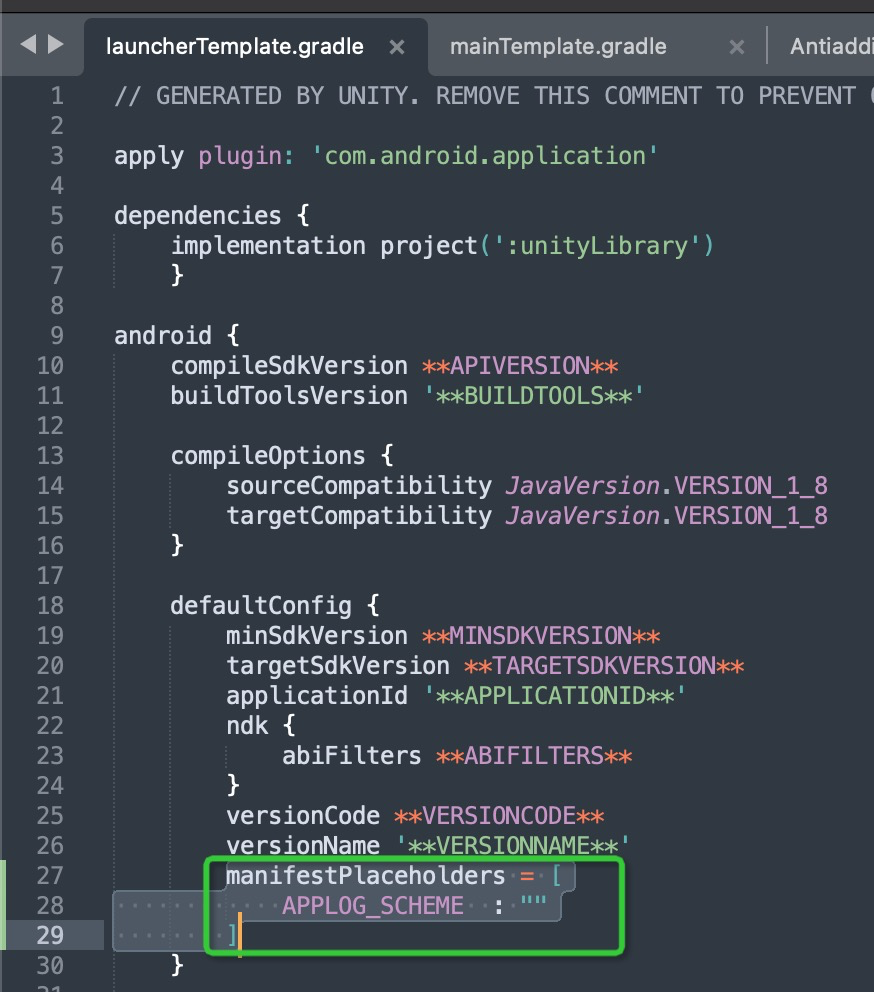 launcherTemplate.gradle × mainTemplate.gradle × Antiaddi
1 // GENERATED BY UNITY. REMOVE THIS COMMENT TO PREVENT
2
3 apply plugin: 'com.android.application'
4
5 dependencies {
6 implementation project(':unityLibrary')
7 }
8
9 android {
10 compileSdkVersion **APIVERSION**
11 buildToolsVersion '**BUILDTOOLS**'
12
13 compileOptions {
14 sourceCompatibility JavaVersion.VERSION_1_8
15 targetCompatibility JavaVersion.VERSION_1_8
16 }
17
18 defaultConfig {
19 minSdkVersion **MINSDKVERSION**
20 targetSdkVersion **TARGETSDKVERSION**
21 applicationId '**APPLICATIONID**'
22 ndk {
23 abiFilters **ABIFILTERS**
24 }
25 versionCode **VERSIONCODE**
26 versionName '**VERSIONNAME**'
27 manifestPlaceholders = [
28 APPLOG_SCHEME : ""
29 ]
30 }